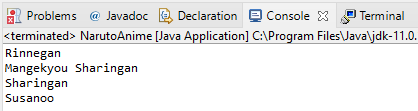 Problems @ Javadoc Declaration Console Terminal
<terminated> NarutoAnime [Java Application] C:\Program Files\Java\jdk-11.0.
Rinnegan
Mangekyou Sharingan
Sharingan
Susanoo